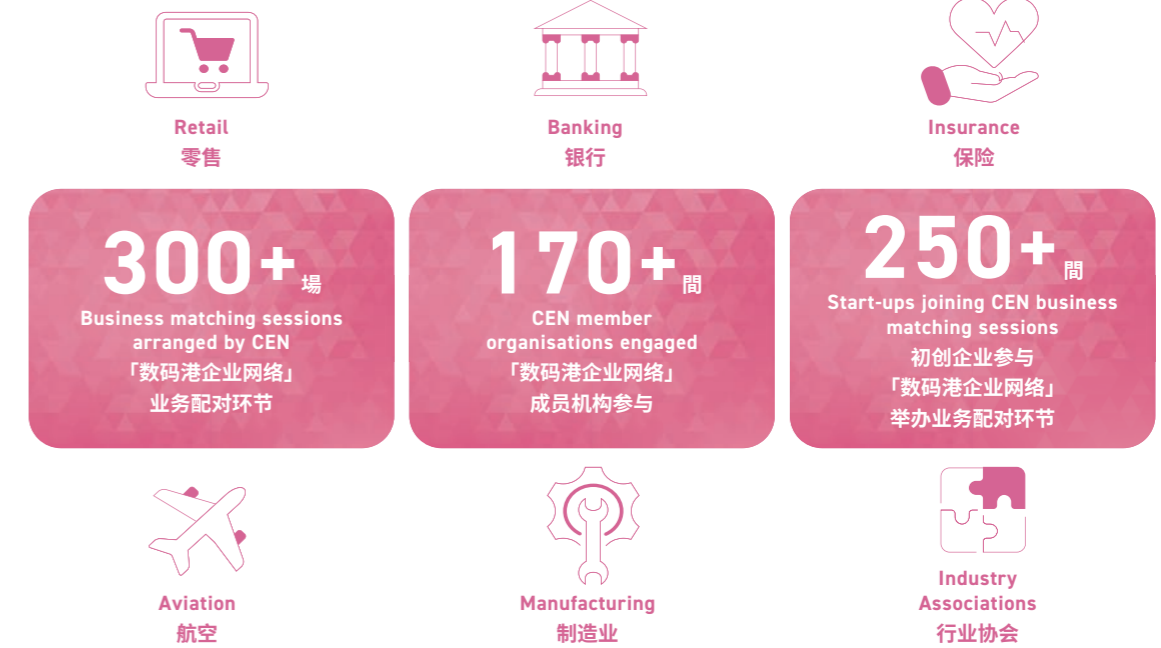 Retail
零售
Banking
银行
Insurance
保险
300+場
Business matching sessions
arranged by CEN
「数码港企业网络」
业务配对环节
170+間
CEN member
organisations engaged
「数码港企业网络」
成员机构参与
250+間
Start-ups joining CEN business
matching sessions
初创企业参与
「数码港企业网络」
举办业务配对环节
Aviation
航空
Manufacturing
制造业
Industry
Associations
行业协会